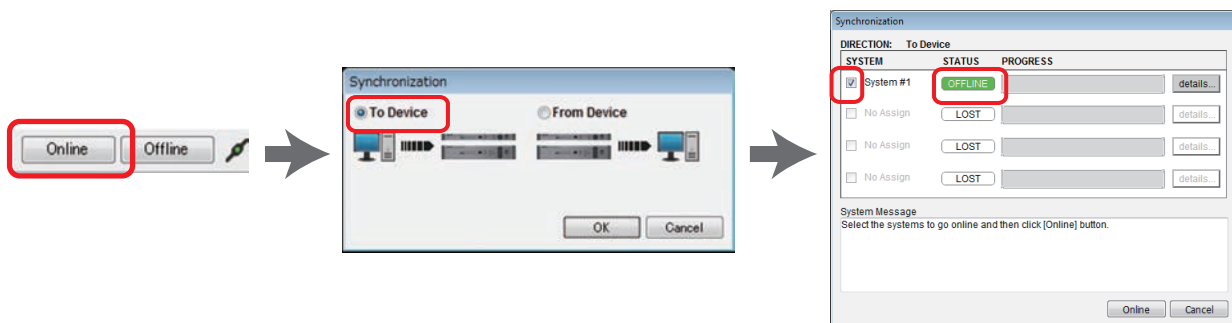 Online Offline
Synchronization
To Device From Device
OK Cancel
Synchronization
DIRECTION: To Device
SYSTEM STATUS PROGRESS
System #1 OFFLINE details...
No Assign LOST details...
No Assign LOST details...
No Assign LOST details...
System Message
Select the systems to go online and then click [Online] button.
Online Cancel